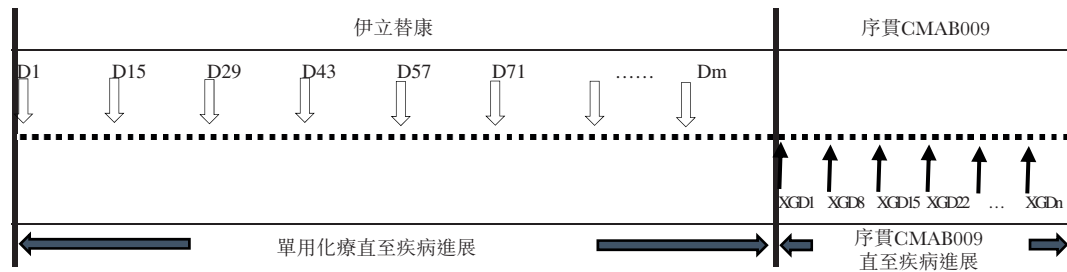 伊立替康
序貫CMAB009
D1 D15 D29 D43 D57 D71 …… Dm
XGD1 XGD8 XGD15 XGD22 … XGDn
單用化療直至疾病進展
序貫CMAB009
直至疾病進展